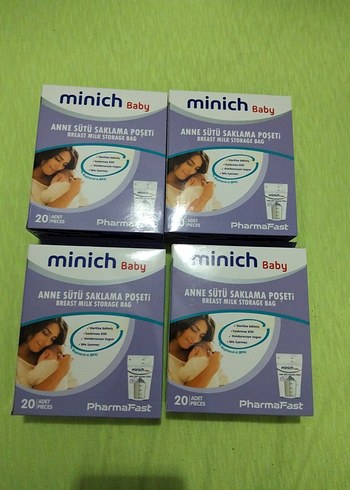 minich Baby
ANNE SÜTÜ SAKLAMA POŞETi
BREAST MILK STORAGE BAG
20 ADET
PIECES
PharmaFast
minich Baby
ANNE SÜTÜ SAKLAMA POŞETi
BREAST MILK STORAGE BAG
ADET
PIECES
PharmaFast
minich Baby
ANNE SÜTÜ SAKLAMA POŞETi
BREAST MILK STORAGE BAG
minich
20 ADET
PIECES
PharmaFast
minich Baby
ANNE SÜTÜ SAKLAMA POŞETi
BREAST MILK STORAGE BAG
minich
20 ADET
PIECES
PharmaFast